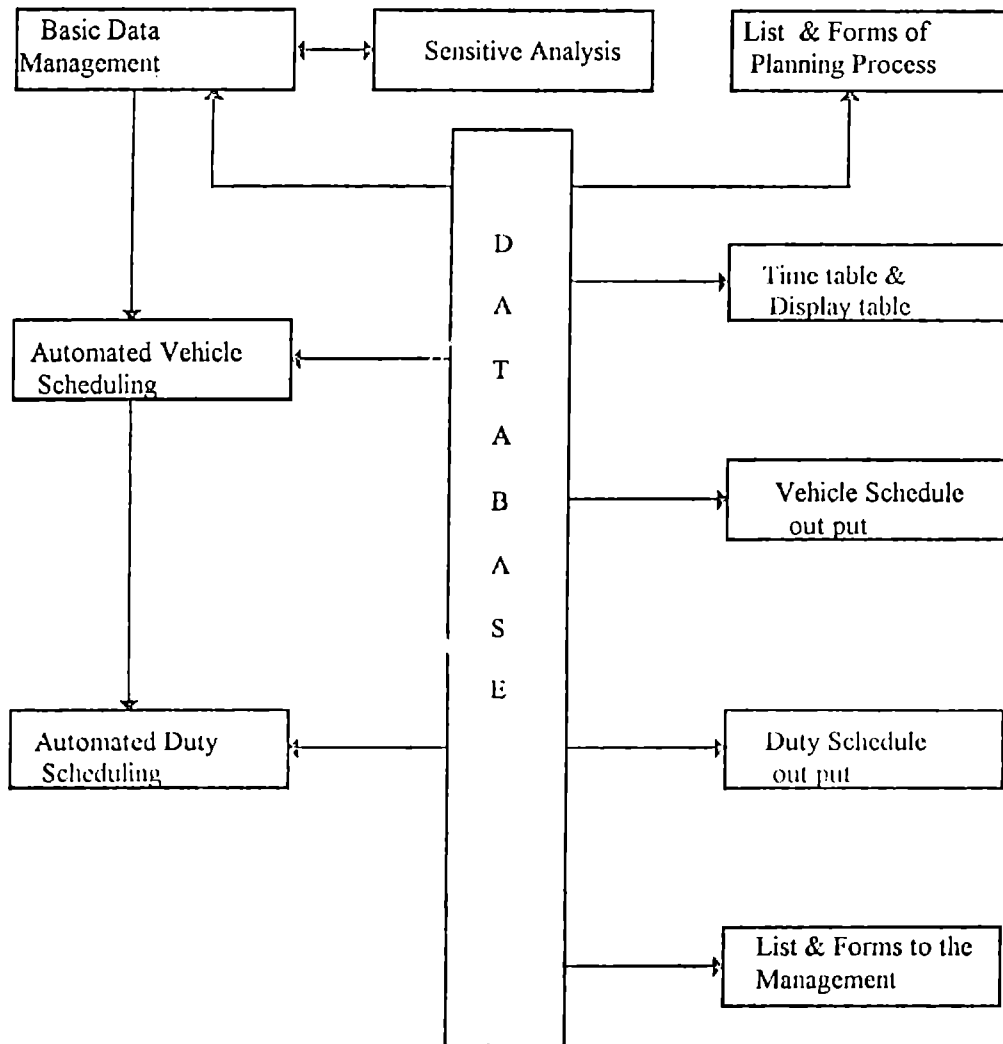 Basic Data
Management
Sensitive Analysis
List & Forms of
Planning Process
D
A
T
A
B
A
S
E
Time table &
Display table
Automated Vehicle
Scheduling
Vehicle Schedule
out put
Automated Duty
Scheduling
Duty Schedule
out put
List & Forms to the
Management